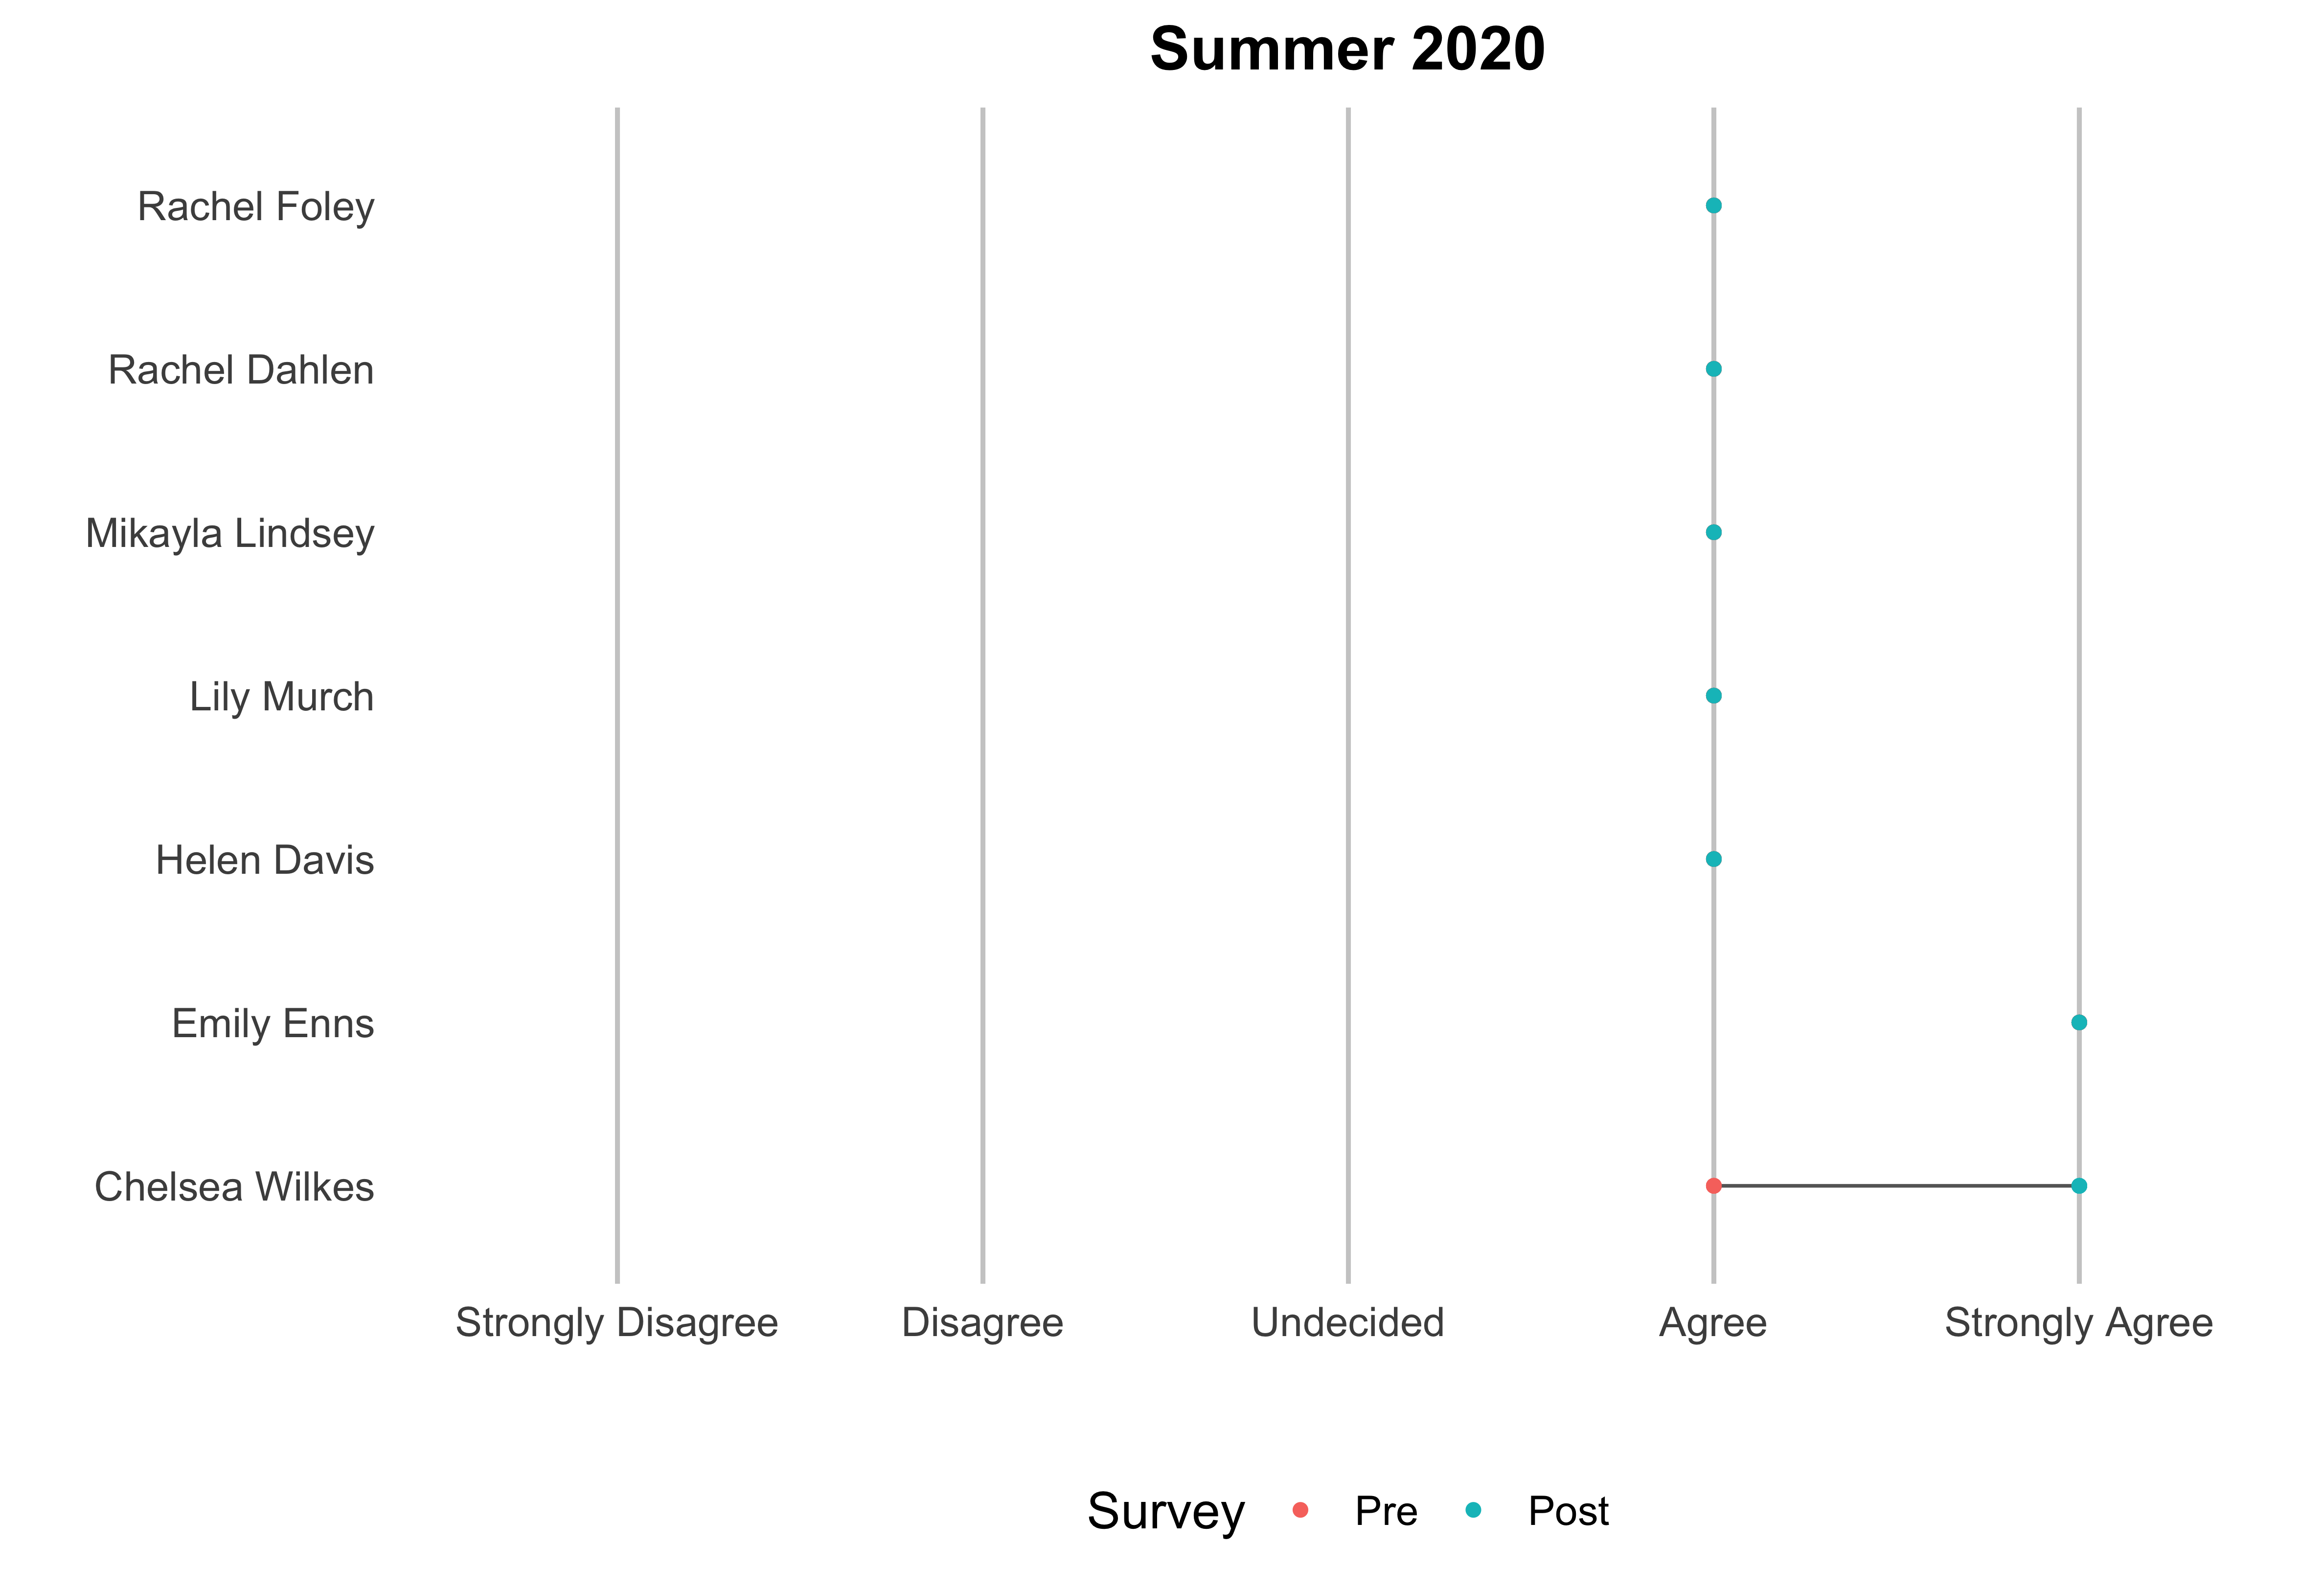 Summer 2020
Rachel Foley
Rachel Dahlen
Mikayla Lindsey
Lily Murch
Helen Davis
Emily Enns
Chelsea Wilkes
Strongly Disagree Disagree Undecided Agree Strongly Agree
Survey Pre Post